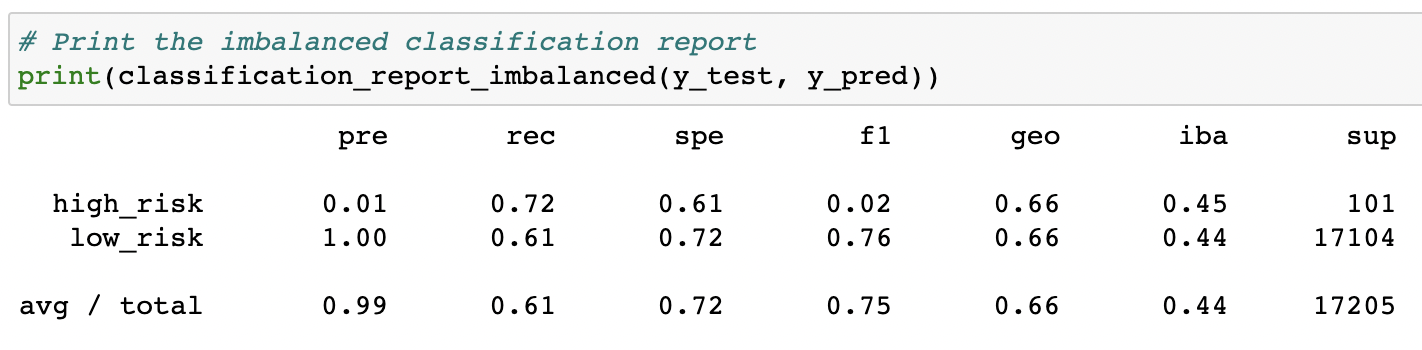 # Print the imbalanced classification report
print(classification_report_imbalanced(y_test, y_pred))
pre rec spe f1 geo iba sup
high_risk 0.01 0.72 0.61 0.02 0.66 0.45 101
low_risk 1.00 0.61 0.72 0.76 0.66 0.44 17104
avg / total 0.99 0.61 0.72 0.75 0.66 0.44 17205